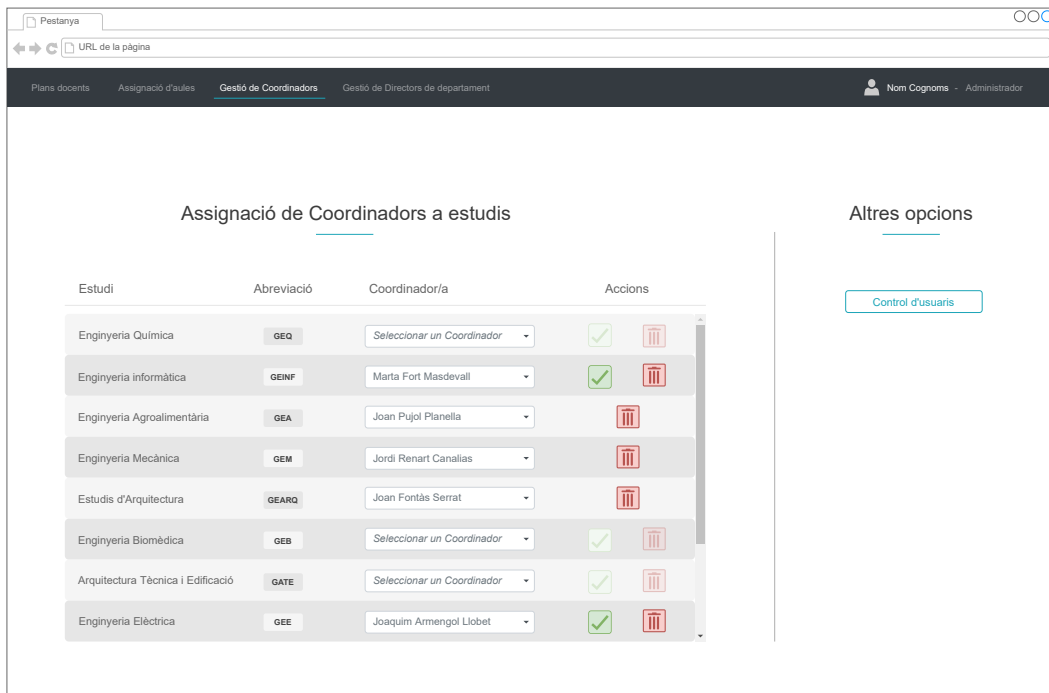 Pestanya
URL de la pàgina
Plans docents Assignació d'aules Gestió de Coordinadors Gestió de Directors de departament Nom Cognoms - Administrador
Assignació de Coordinadors a estudis
Altres opcions
Estudi Abreviació Coordinador/a Accions
Control d'usuaris
Enginyeria Química GEQ Seleccionar un Coordinador
Enginyeria informàtica GEINF Marta Fort Masdevall
Enginyeria Agroalimentària GEA Joan Pujol Planella
Enginyeria Mecànica GEM Jordi Renart Canalias
Estudis d'Arquitectura GEARQ Joan Fontàs Serrat
Enginyeria Biomèdica GEB Seleccionar un Coordinador
Arquitectura Tècnica i Edificació GATE Seleccionar un Coordinador
Enginyeria Elèctrica GEE Joaquim Armengol Llobet